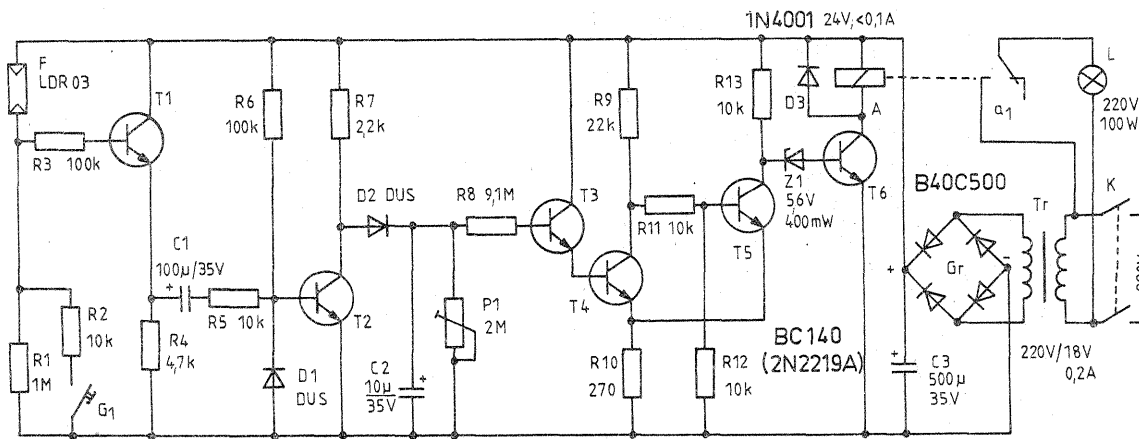 1N4001 24V,<0,1A
F
LDR 03
T1
R3 100k
R6
100k
R7
2,2k
D2 DUS
R8 9,1M
T3
R9
22k
R13
10k
D3
A
a1
L
220V
100W
T6
Z1
5,6V
400mW
T5
R11 10k
B40C500
Tr
K
Gr
+
-
C1
100µ/35V
+
R5 10k
T2
P1
2M
T4
R2
10k
R4
4,7k
R1
1M
G1
D1
DUS
C2
10µ
35V
+
R10
270
BC140
(2N2219A)
R12
10k
+
C3
500µ
35V
220V/18V
0,2A